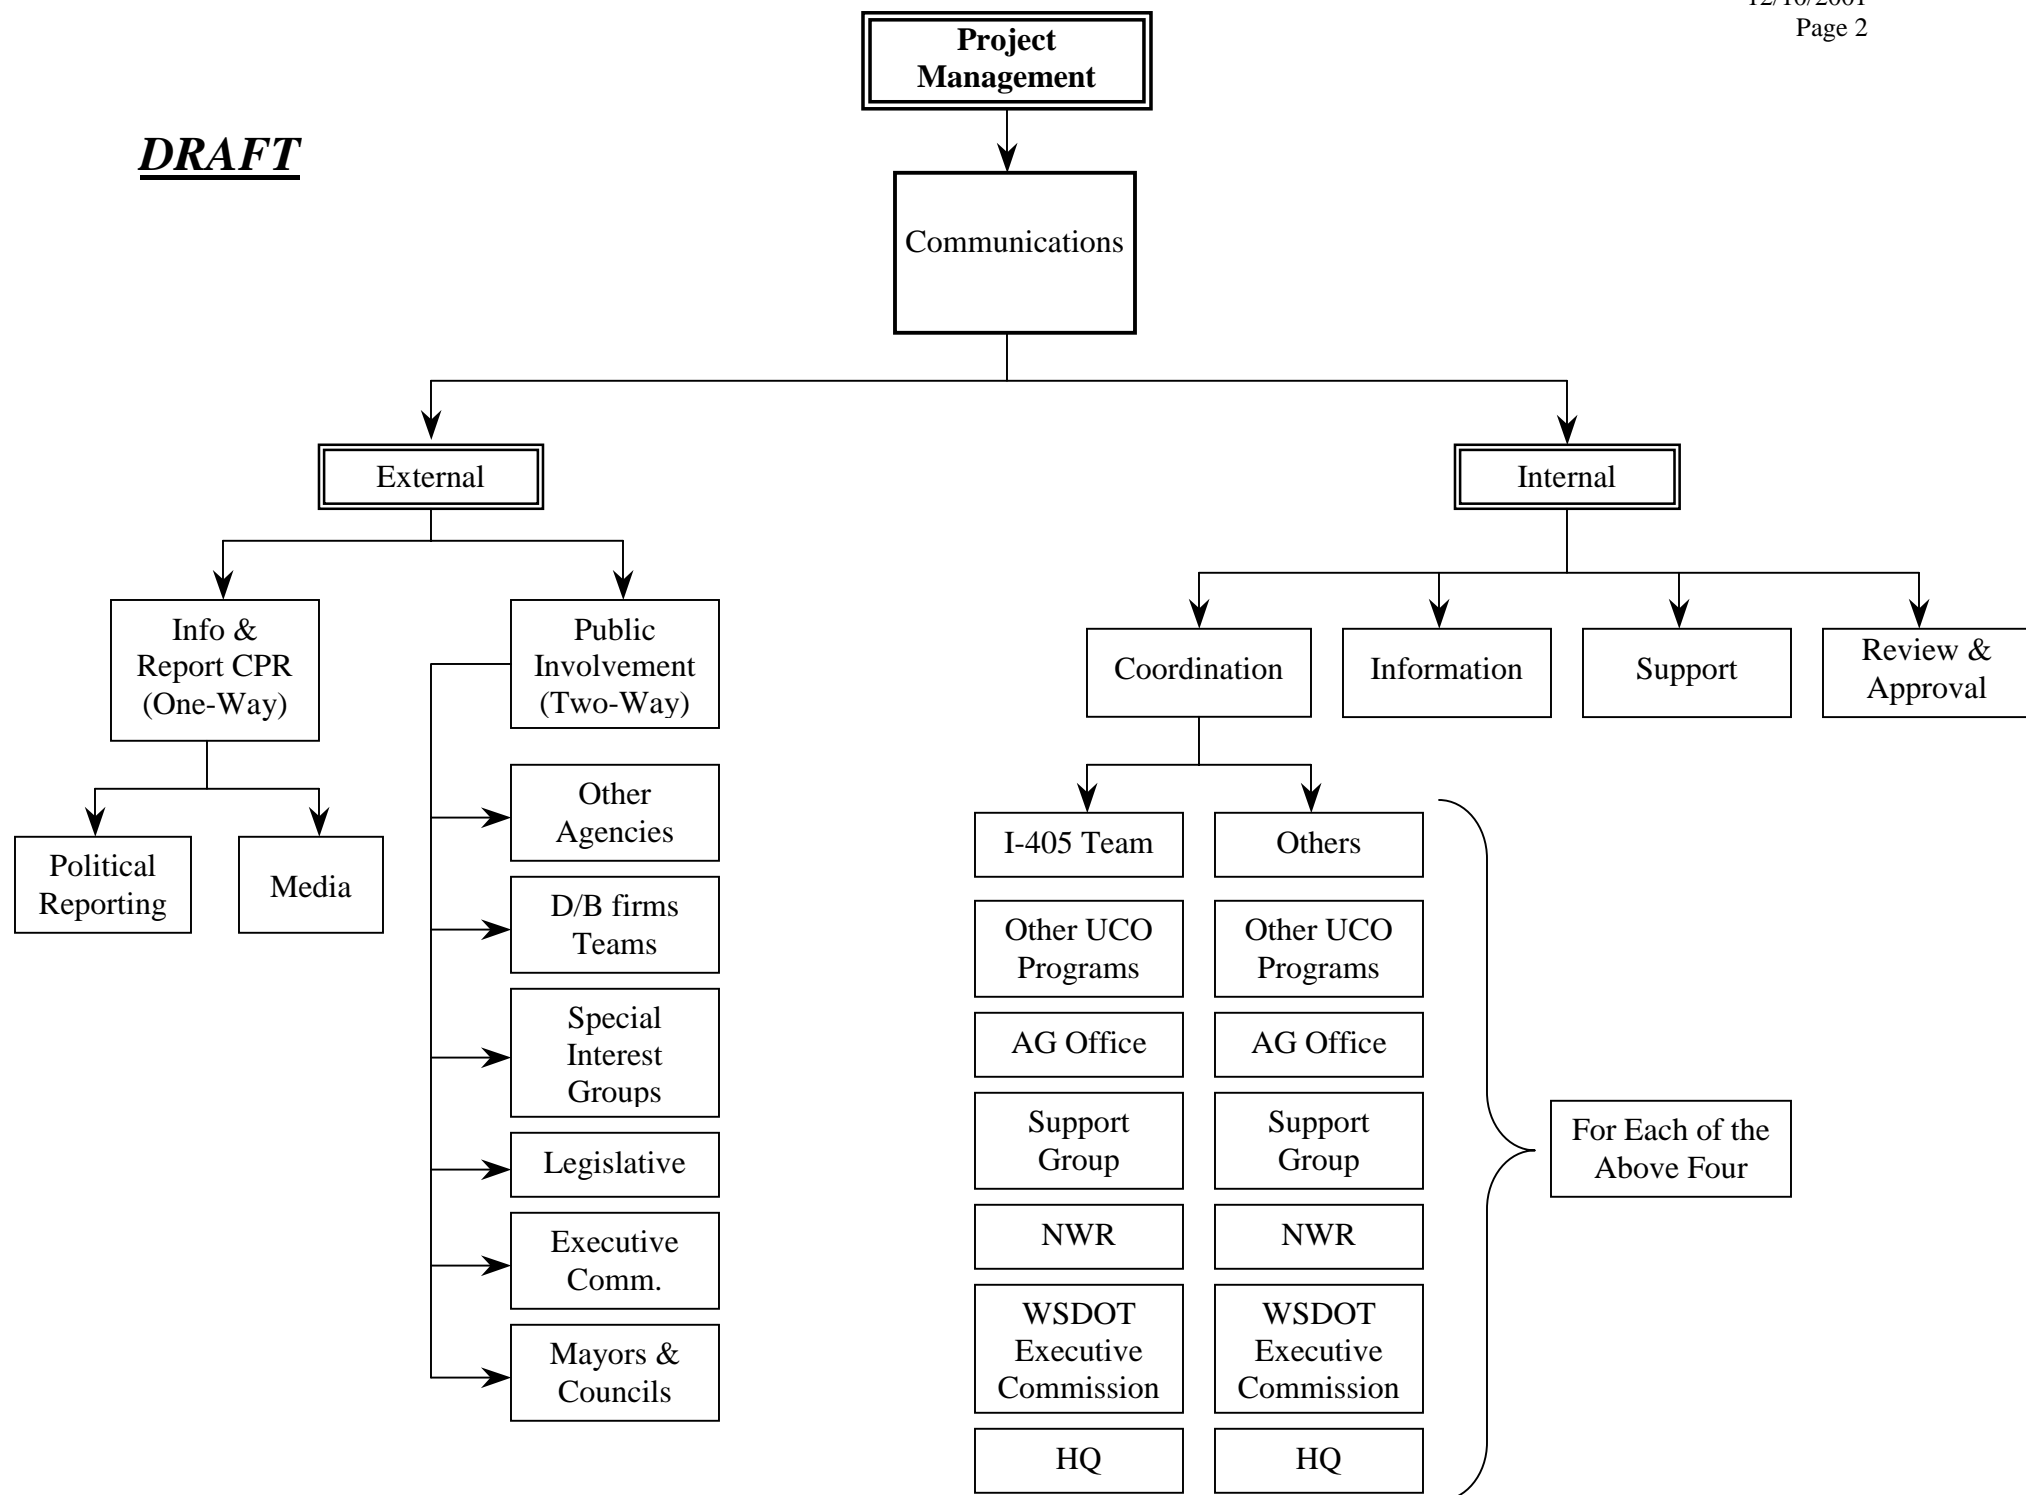 Page 2
Project
Management
DRAFT
Communications
External
Internal
Info &
Report CPR
(One-Way)
Public
Involvement
(Two-Way)
Coordination
Information
Support
Review &
Approval
Political
Reporting
Media
Other
Agencies
D/B firms
Teams
Special
Interest
Groups
Legislative
Executive
Comm.
Mayors &
Councils
I-405 Team
Others
Other UCO
Programs
Other UCO
Programs
AG Office
AG Office
Support
Group
Support
Group
NWR
NWR
WSDOT
Executive
Commission
WSDOT
Executive
Commission
HQ
HQ
For Each of the
Above Four